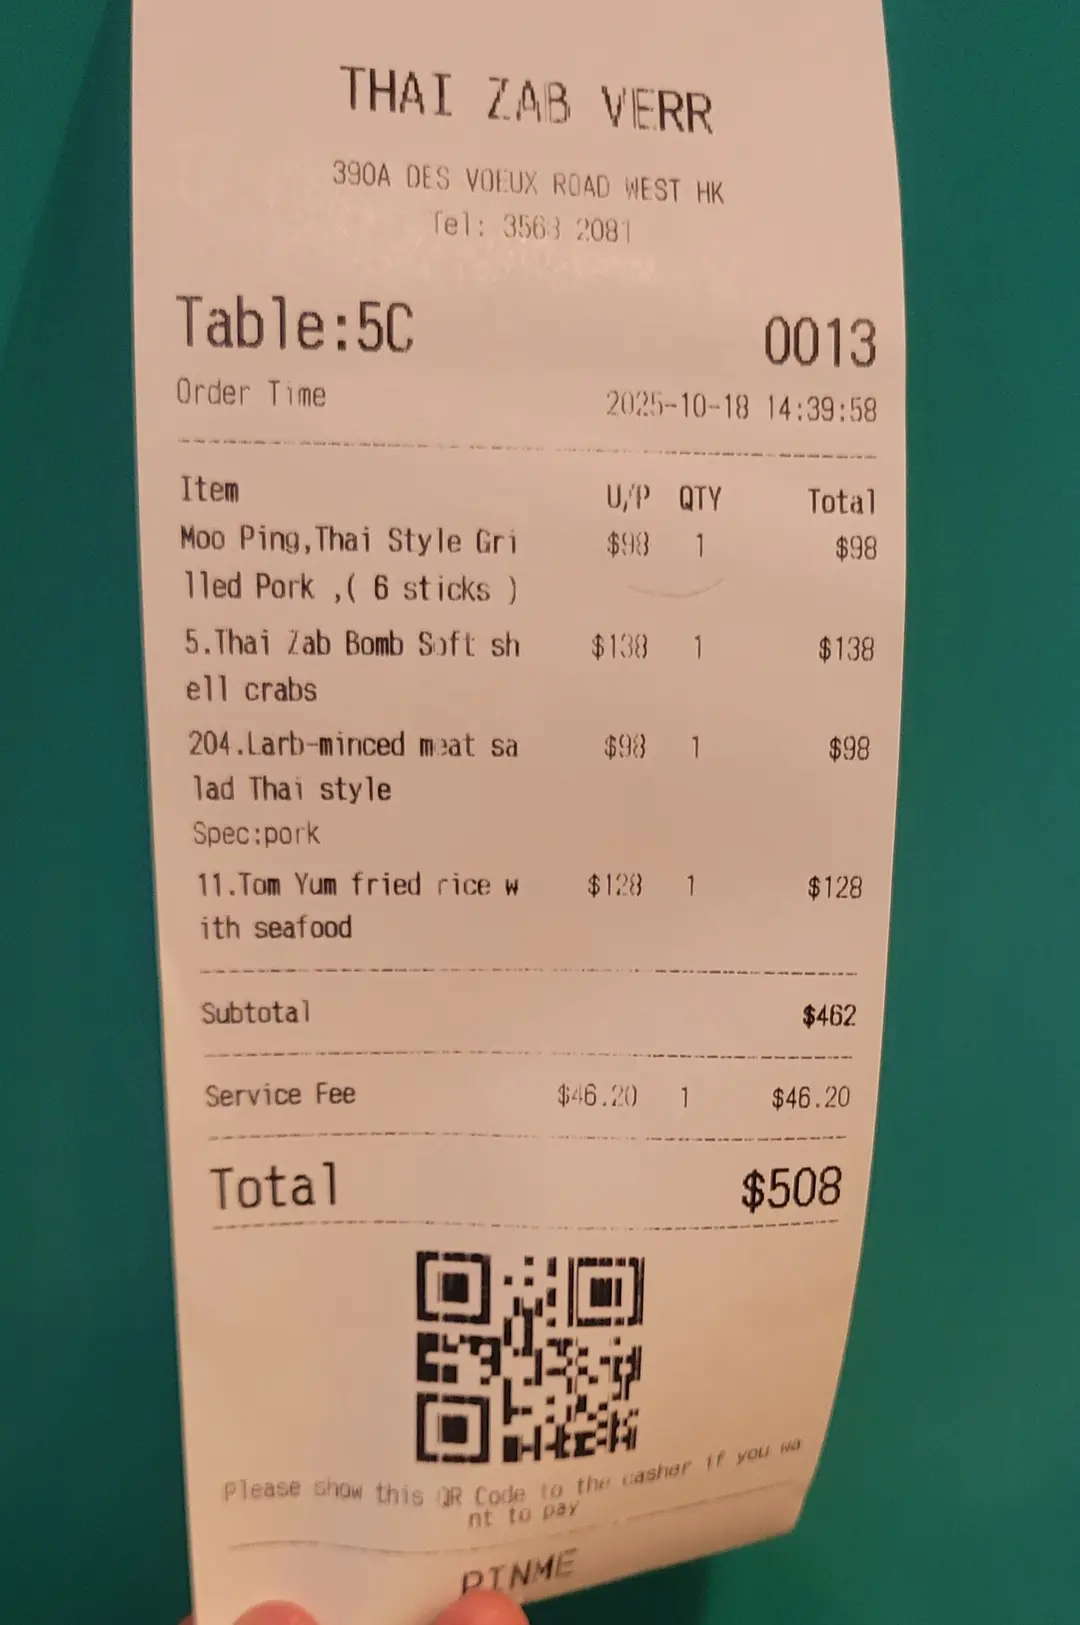 THAI ZAB VERR
390A DES VOEUX ROAD WEST HK
Tel: 3563 2081
Table:5C 0013
Order Time 2025-10-18 14:39:58
Item U/P QTY Total
Moo Ping,Thai Style Gri $98 1 $98
lled Pork ,( 6 sticks )
5.Thai Zab Bomb Soft sh $138 1 $138
ell crabs
204.Larb-minced meat sa $98 1 $98
lad Thai style
Spec:pork
11.Tom Yum fried rice w $128 1 $128
ith seafood
Subtotal $462
Service Fee $46.20 1 $46.20
Total $508
Please show this QR Code to the casher if you wa
nt to pay
PINME